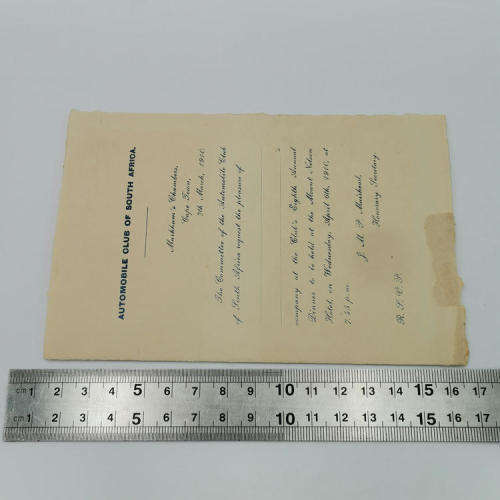 AUTOMOBILE CLUB OF SOUTH AFRICA.
Markham's Chambers,
Cape Town,
7th March, 1910.
The Committee of the Automobile Club
of South Africa request the pleasure of
company at the Club's Eighth Annual
Dinner to be held at the Mount Nelson
Hotel, on Wednesday, April 6th, 1910, at
7.45 p.m.
J. M. P. Muirhead,
Honorary Secretary
R. S. V. P.
cm 1 2 3 4 5 6 7 8 9 10 11 12 13 14 15 16 17
cm 1 2 3 4 5 6 7 8 9 10 11 12 13 14 15 16 17